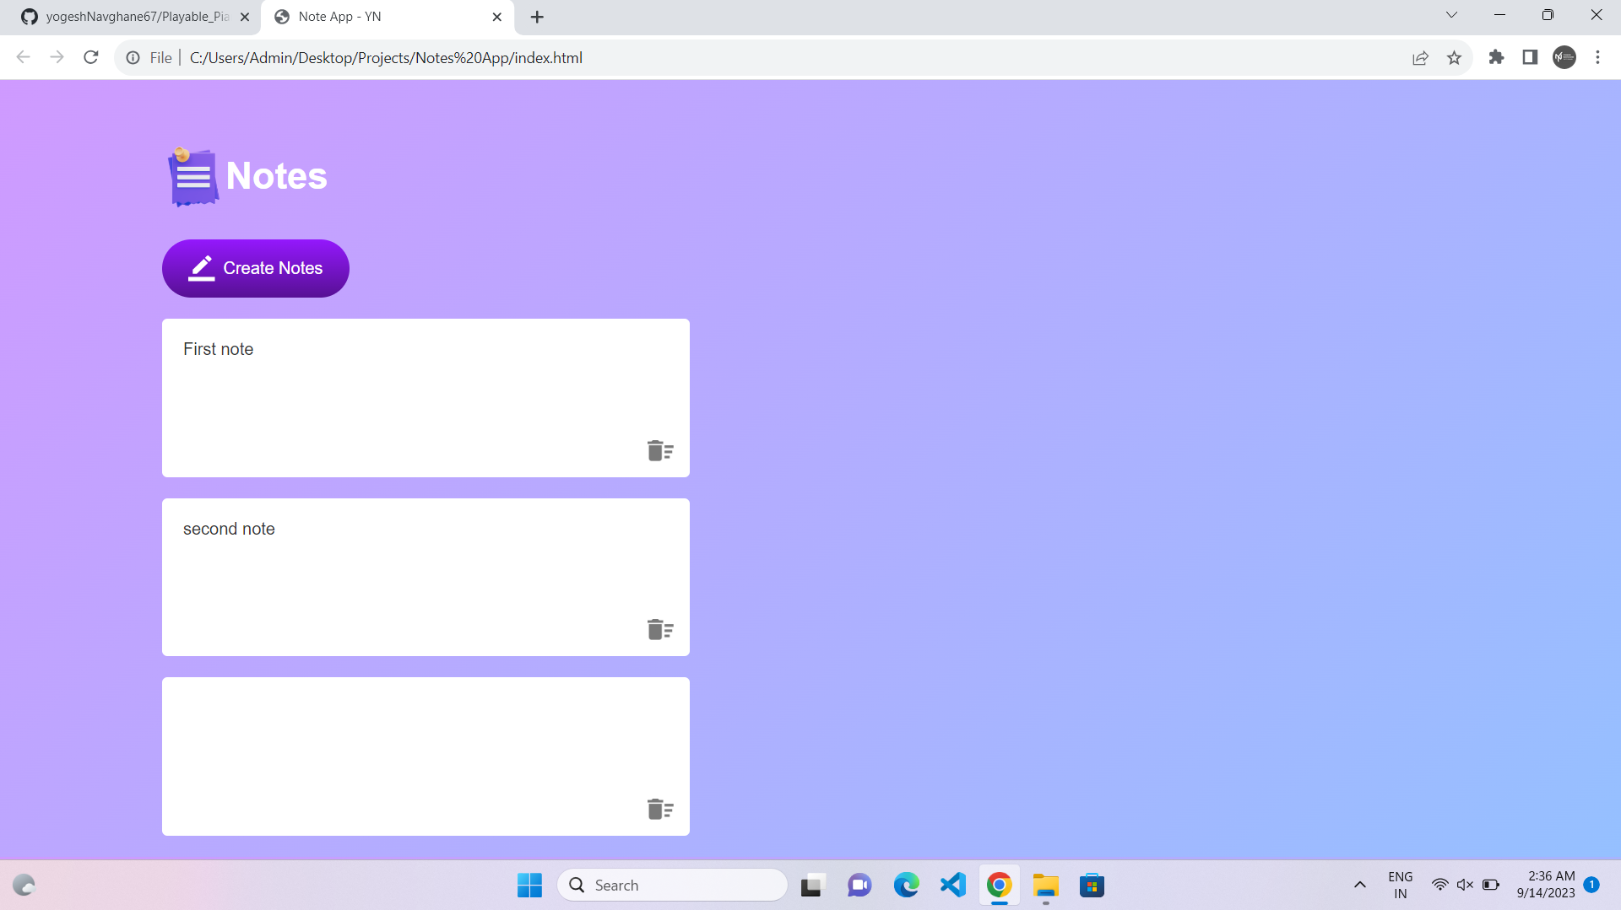 yogeshNavghane67/Playable_Pia
Note App - YN
File
C:/Users/Admin/Desktop/Projects/Notes%20App/index.html
Notes
Create Notes
First note
second note
Search
ENG
IN
2:36 AM
9/14/2023
1